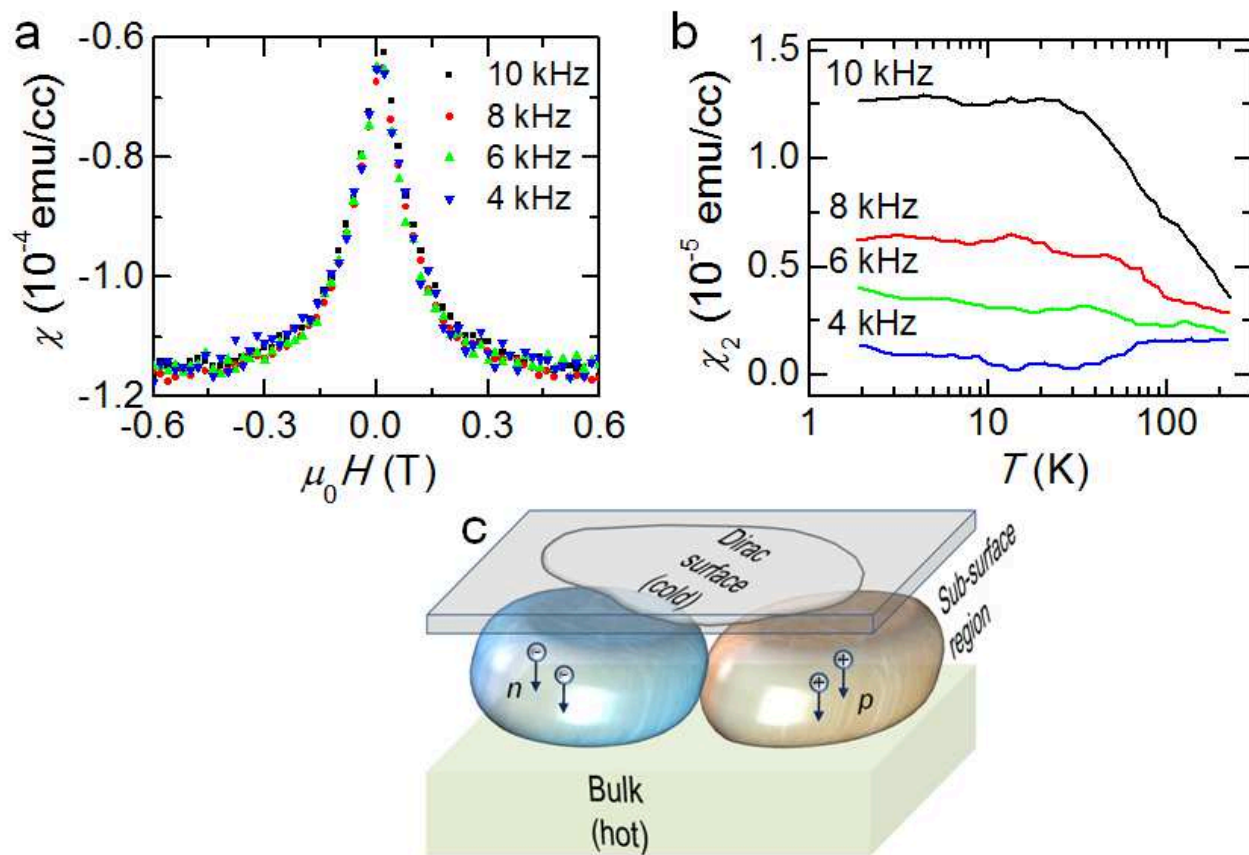 a
-0.6
-0.8
-1.0
-1.2
χ (10⁻⁴ emu/cc)
10 kHz
8 kHz
6 kHz
4 kHz
-0.6 -0.3 0.0 0.3 0.6
μ₀H (T)
b
1.5
1.0
0.5
0.0
χ₂ (10⁻⁵ emu/cc)
10 kHz
8 kHz
6 kHz
4 kHz
1 10 100
T (K)
c
Dirac
surface
(cold)
Sub-surface
region
n
p
Bulk
(hot)